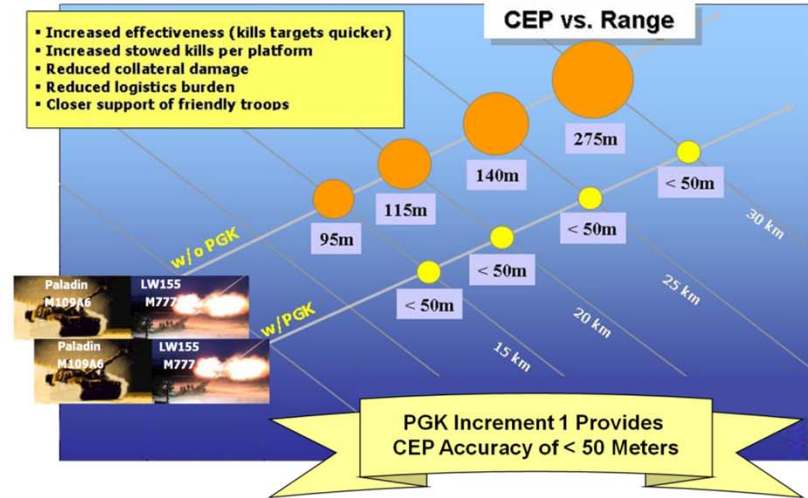 CEP vs. Range
▪ Increased effectiveness (kills targets quicker)
▪ Increased stowed kills per platform
▪ Reduced collateral damage
▪ Reduced logistics burden
▪ Closer support of friendly troops
275m
140m
115m
95m
< 50m
< 50m
< 50m
< 50m
w/o PGK
w/PGK
30 km
25 km
20 km
15 km
Paladin
M109A6
LW155
M777
Paladin
M109A6
LW155
M777
PGK Increment 1 Provides
CEP Accuracy of < 50 Meters